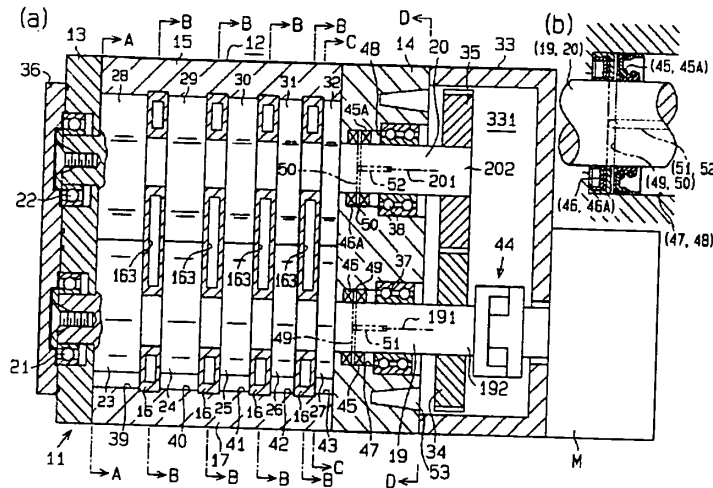 (a)
(b)
A B B B B C D
13 15 12 14 20 35 33
36 28 29 30 31 32 48
45A
(19, 20)
(45, 45A)
331
202
(51, 52)
(49, 50)
22
50 52 201
50 38
46A
(46, 46A)
(47, 48)
163 163 163 163
46 49 37
44
191
49 51
192
21
23 16 24 16 25 16 26 16 27
45 47
11
39 40 17 41 42 43 19 34
53
M
A B B B B C D